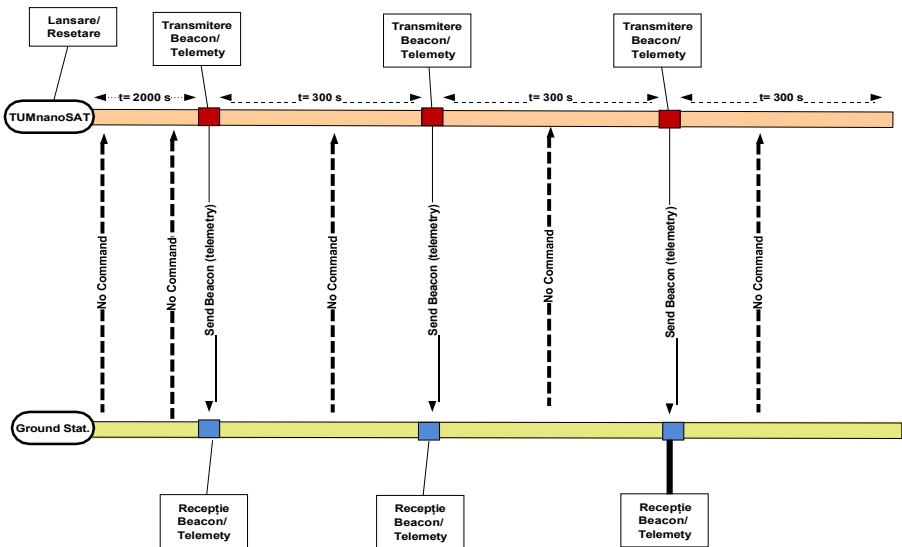 Lansare/
Resetare
Transmitere
Beacon/
Telemety
Transmitere
Beacon/
Telemety
Transmitere
Beacon/
Telemety
t= 2000 s
t= 300 s
t= 300 s
t= 300 s
TUMnanoSAT
No Command
No Command
Send Beacon (telemetry)
No Command
Send Beacon (telemetry)
No Command
Send Beacon (telemetry)
No Command
Ground Stat.
Recepție
Beacon/
Telemety
Recepție
Beacon/
Telemety
Recepție
Beacon/
Telemety